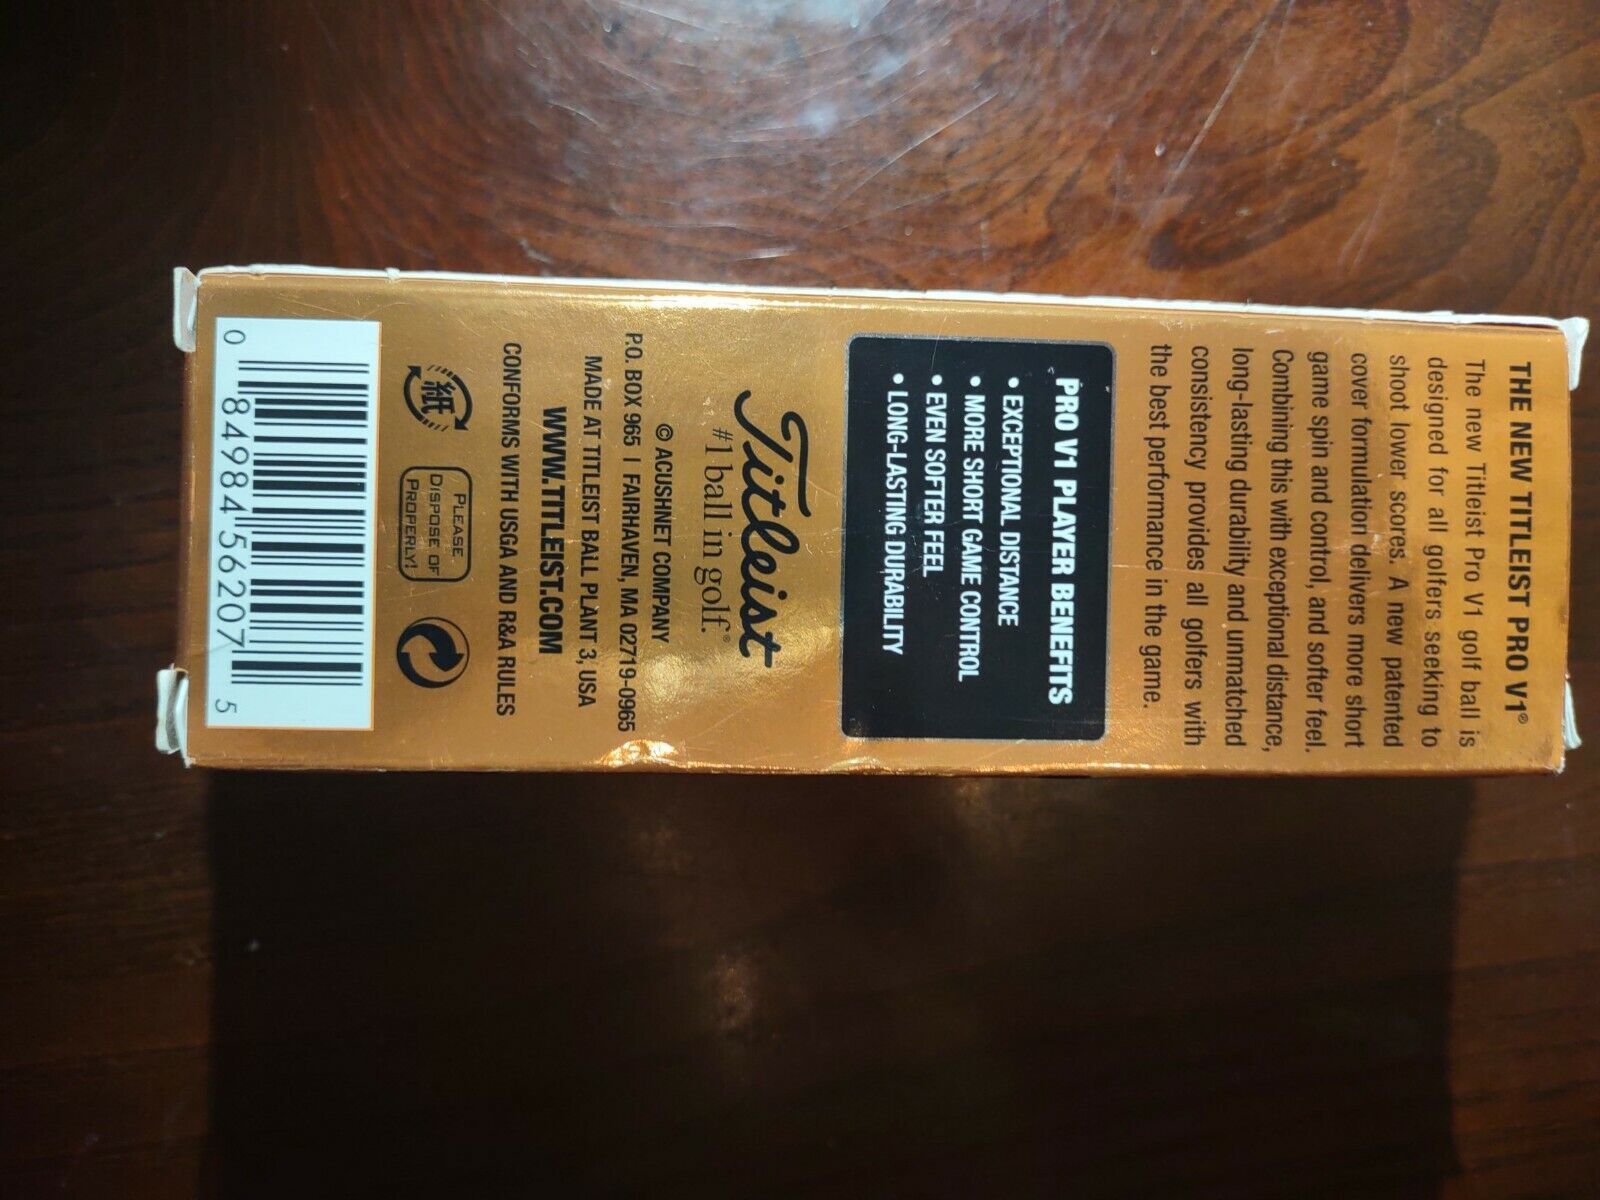 THE NEW TITLEIST PRO V1®
The new Titleist Pro V1 golf ball is
designed for all golfers seeking to
shoot lower scores. A new patented
cover formulation delivers more short
game spin and control, and softer feel.
Combining this with exceptional distance,
long-lasting durability and unmatched
consistency provides all golfers with
the best performance in the game.
PRO V1 PLAYER BENEFITS
• EXCEPTIONAL DISTANCE
• MORE SHORT GAME CONTROL
• EVEN SOFTER FEEL
• LONG-LASTING DURABILITY
Titleist
#1 ball in golf.®
© ACUSHNET COMPANY
P.O. BOX 965 | FAIRHAVEN, MA 02719-0965
MADE AT TITLEIST BALL PLANT 3, USA
WWW.TITLEIST.COM
CONFORMS WITH USGA AND R&A RULES
紙
PLEASE
DISPOSE OF
PROPERLY!
0 84984 56207 5